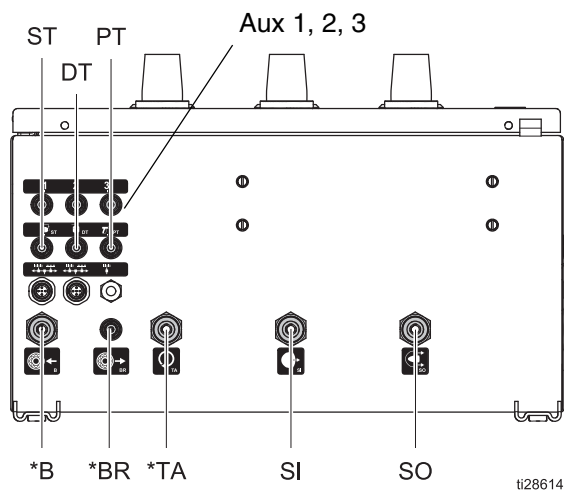 Aux 1, 2, 3
ST PT
DT
1 2 3
ST DT PT
B BR TA SI SO
*B *BR *TA SI SO
ti28614